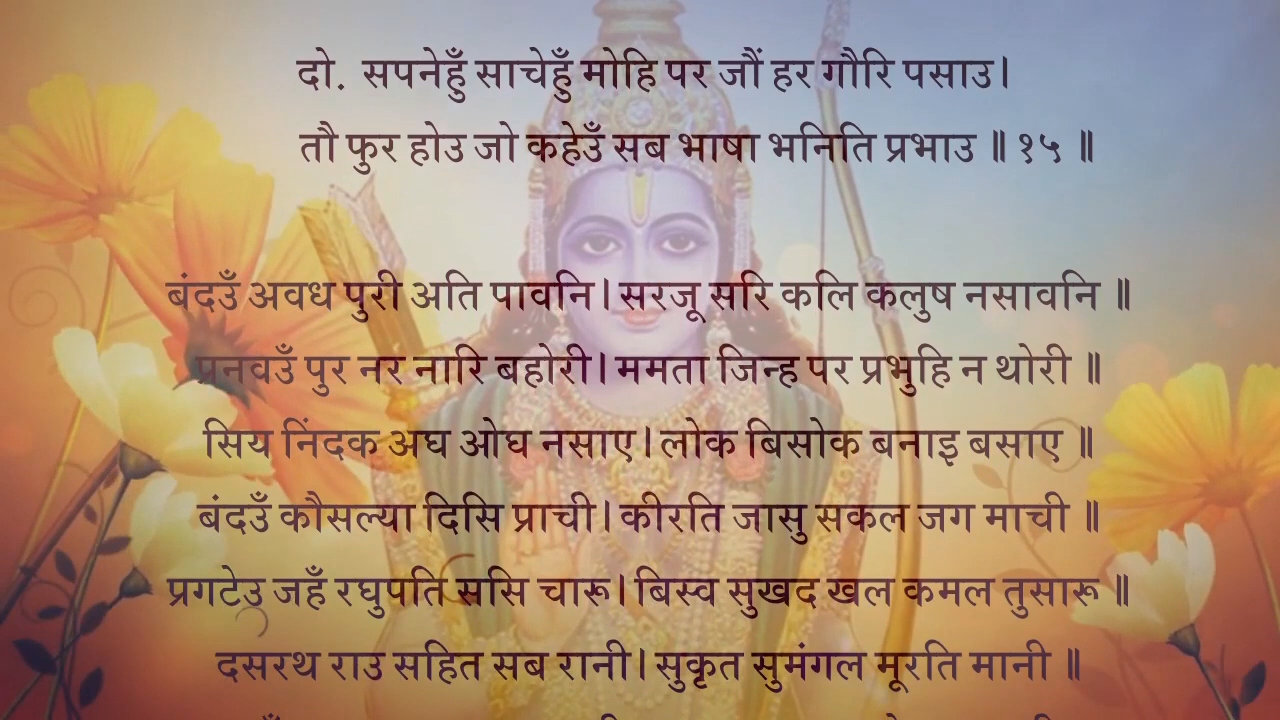 दो. सपनेहुँ साचेहुँ मोहि पर जौं हर गौरि पसाउ।
तौ फुर होउ जो कहेउँ सब भाषा भनिति प्रभाउ ॥ १५ ॥
बंदउँ अवध पुरी अति पावनि। सरजू सरि कलि कलुष नसावनि ॥
प्रनवउँ पुर नर नारि बहोरी। ममता जिन्ह पर प्रभुहि न थोरी ॥
सिय निंदक अघ ओघ नसाए। लोक बिसोक बनाइ बसाए ॥
बंदउँ कौसल्या दिसि प्राची। कीरति जासु सकल जग माची ॥
प्रगटेउ जहँ रघुपति ससि चारू। बिस्व सुखद खल कमल तुसारू ॥
दसरथ राउ सहित सब रानी। सुकृत सुमंगल मूरति मानी ॥